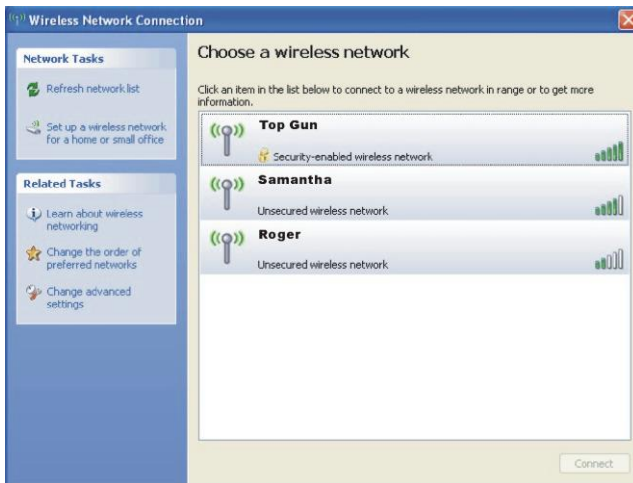 Wireless Network Connection
Network Tasks
Refresh network list
Set up a wireless network
for a home or small office
Related Tasks
Learn about wireless
networking
Change the order of
preferred networks
Change advanced
settings
Choose a wireless network
Click an item in the list below to connect to a wireless network in range or to get more
information.
Top Gun
Security-enabled wireless network
Samantha
Unsecured wireless network
Roger
Unsecured wireless network
Connect